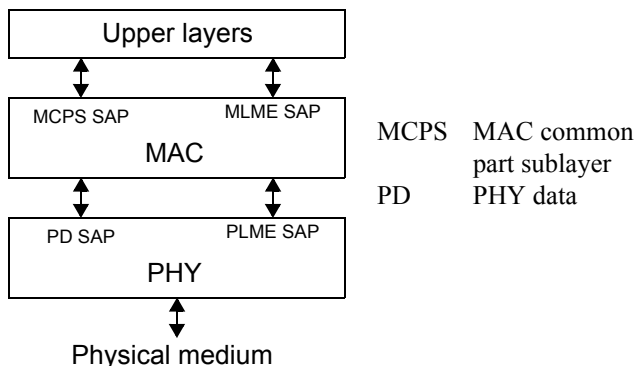 Upper layers
MCPS SAP MLME SAP
MAC
PD SAP PLME SAP
PHY
Physical medium
MCPS MAC common
part sublayer
PD PHY data